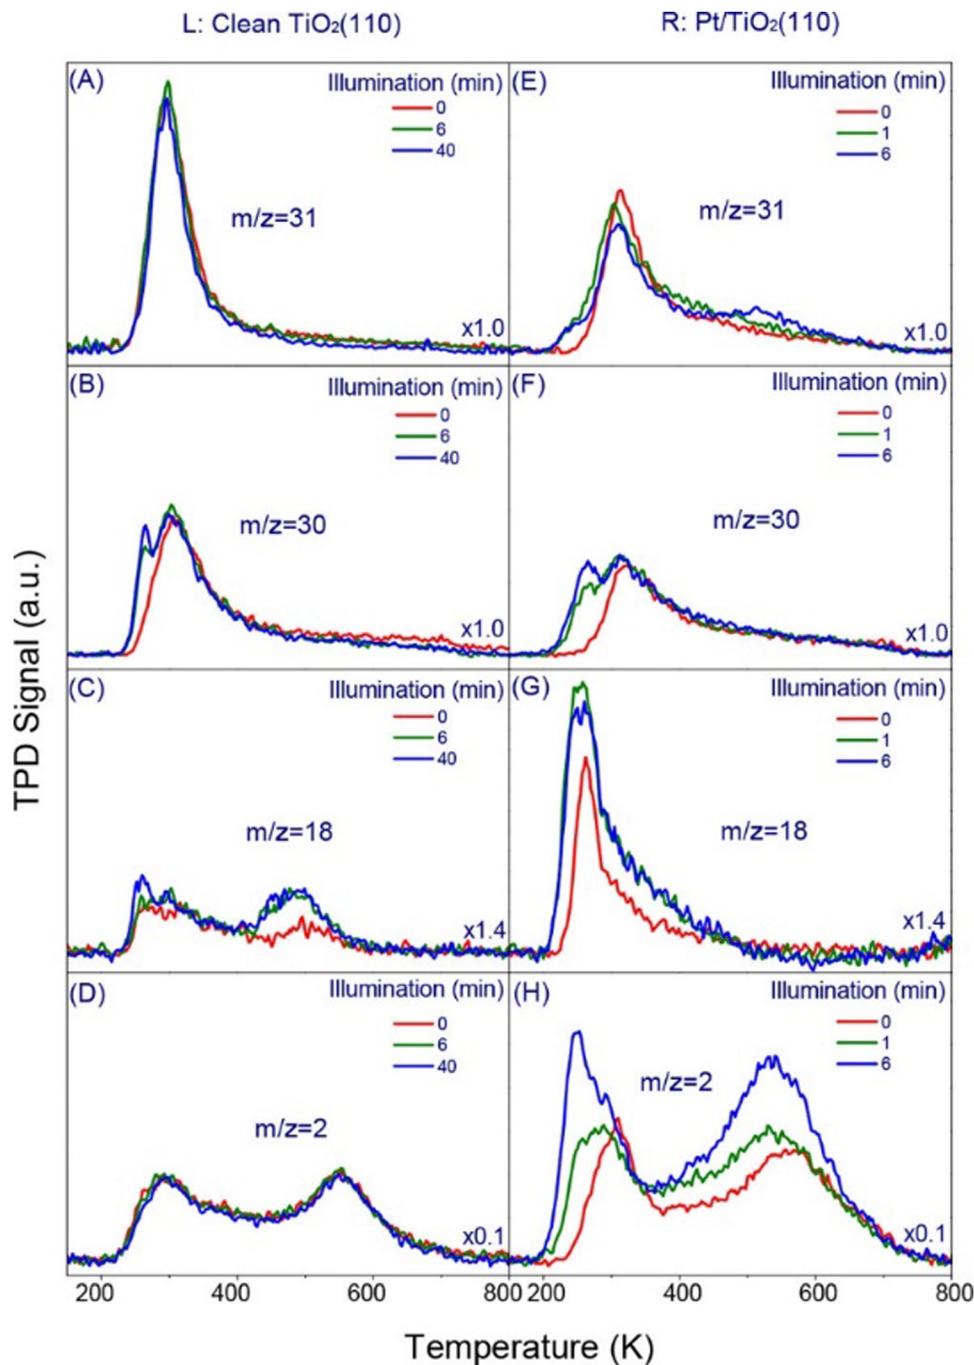 L: Clean TiO₂(110)
R: Pt/TiO₂(110)
TPD Signal (a.u.)
(A)
Illumination (min)
0
6
40
m/z=31
x1.0
(E)
Illumination (min)
0
1
6
m/z=31
x1.0
(B)
Illumination (min)
0
6
40
m/z=30
x1.0
(F)
Illumination (min)
0
1
6
m/z=30
x1.0
(C)
Illumination (min)
0
6
40
m/z=18
x1.4
(G)
Illumination (min)
0
1
6
m/z=18
x1.4
(D)
Illumination (min)
0
6
40
m/z=2
x0.1
(H)
Illumination (min)
0
1
6
m/z=2
x0.1
200 400 600 800 200 400 600 800
Temperature (K)